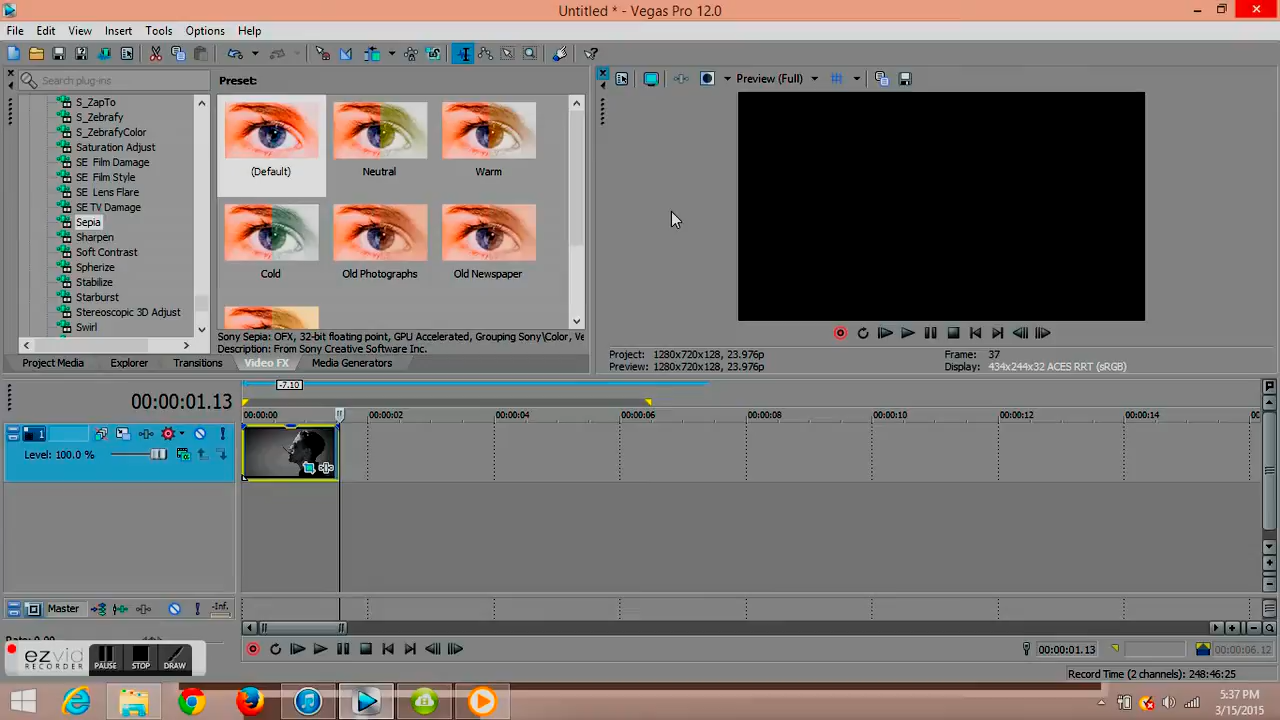 Untitled * - Vegas Pro 12.0
File Edit View Insert Tools Options Help
Search plug-ins
S_ZapTo
S_Zebrafy
S_ZebrafyColor
Saturation Adjust
SE Film Damage
SE Film Style
SE Lens Flare
SE TV Damage
Sepia
Sharpen
Soft Contrast
Spherize
Stabilize
Starburst
Stereoscopic 3D Adjust
Swirl
Preset:
(Default) Neutral Warm
Cold Old Photographs Old Newspaper
Sony Sepia: OFX, 32-bit floating point, GPU Accelerated, Grouping Sony\Color, Ve
Description: From Sony Creative Software Inc.
Project Media Explorer Transitions Video FX Media Generators
Preview (Full)
Project: 1280x720x128, 23.976p Frame: 37
Preview: 1280x720x128, 23.976p Display: 434x244x32 ACES RRT (sRGB)
-7.10
00:00:01.13
00:00:00 00:00:02 00:00:04 00:00:06 00:00:08 00:00:10 00:00:12 00:00:14 00
1
Level: 100.0 %
Master -Inf.
Rate: 0.00
ezvid
RECORDER
PAUSE STOP DRAW
00:00:01.13 00:00:06.12
Record Time (2 channels): 248:46:25
5:37 PM
3/15/2015